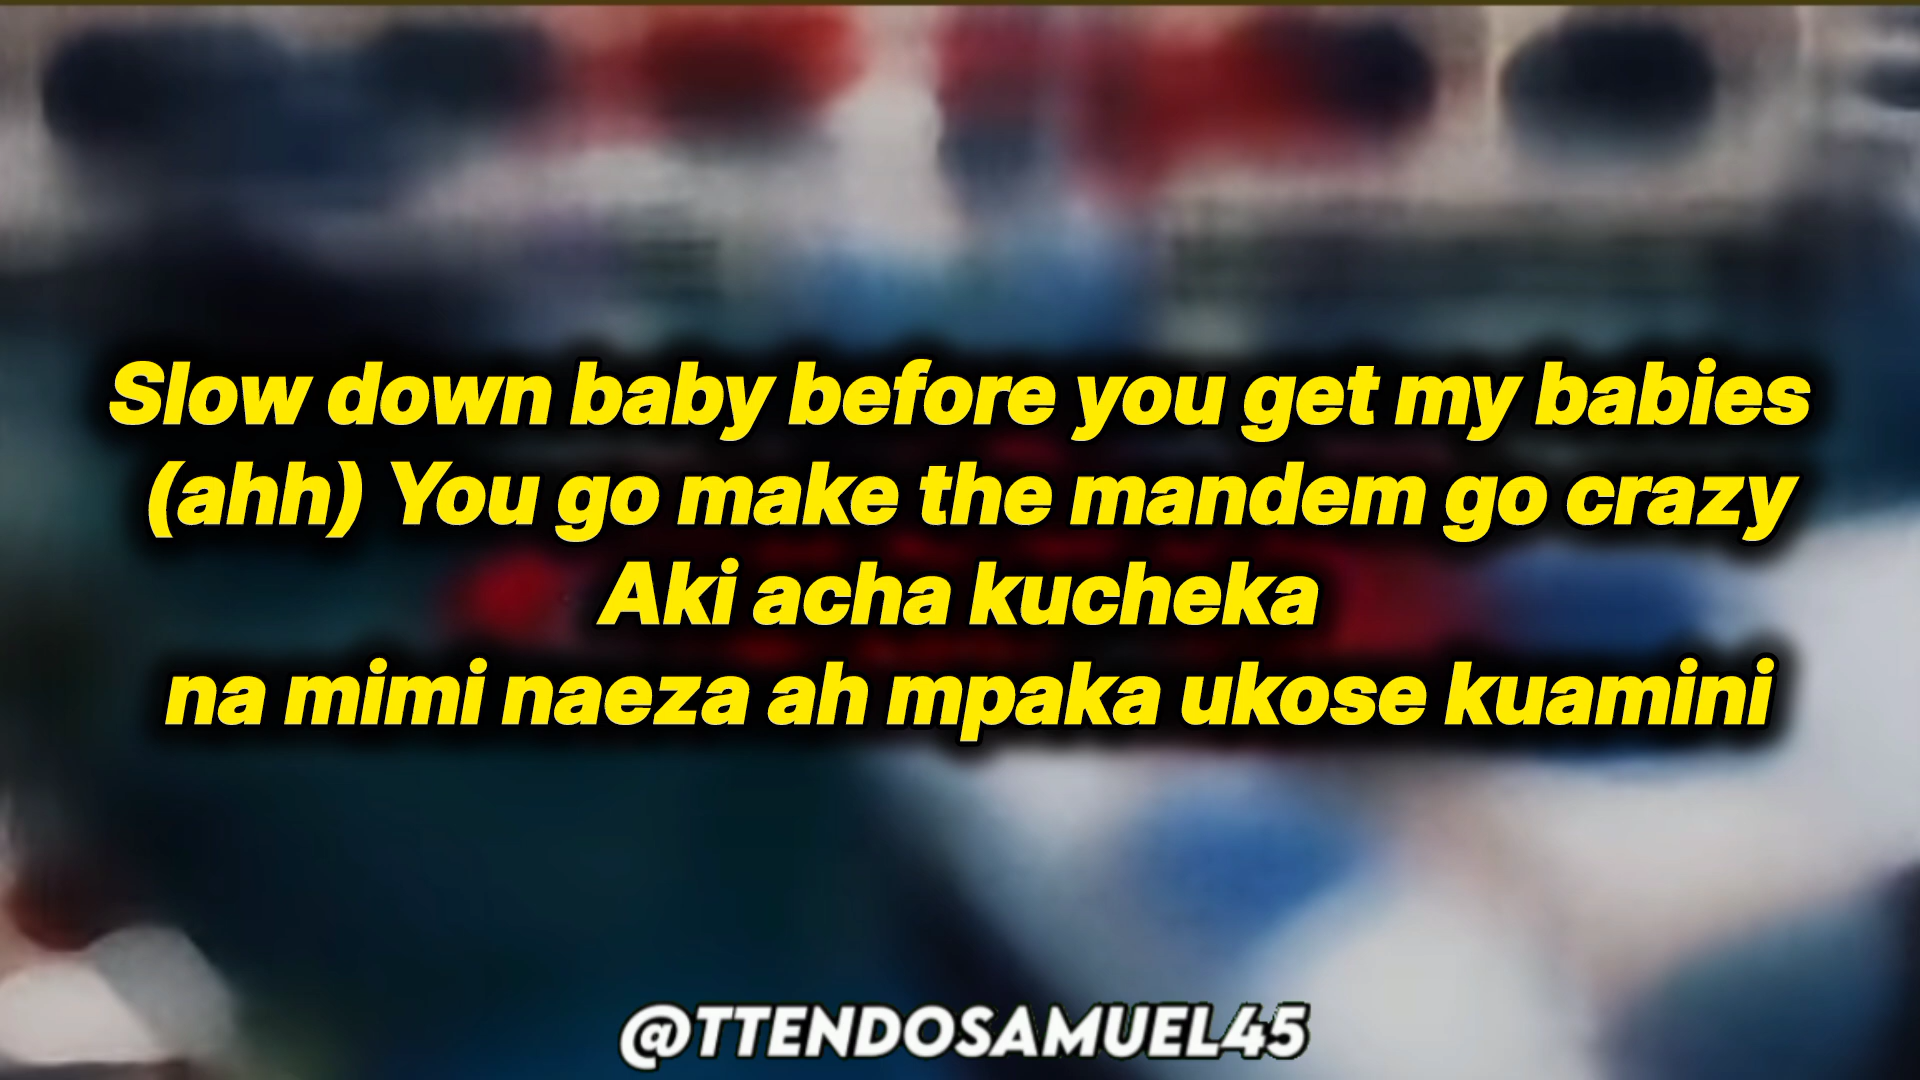 Slow down baby before you get my babies
(ahh) You go make the mandem go crazy
Aki acha kucheka
na mimi naeza ah mpaka ukose kuamini
@TTENDOSAMUEL45